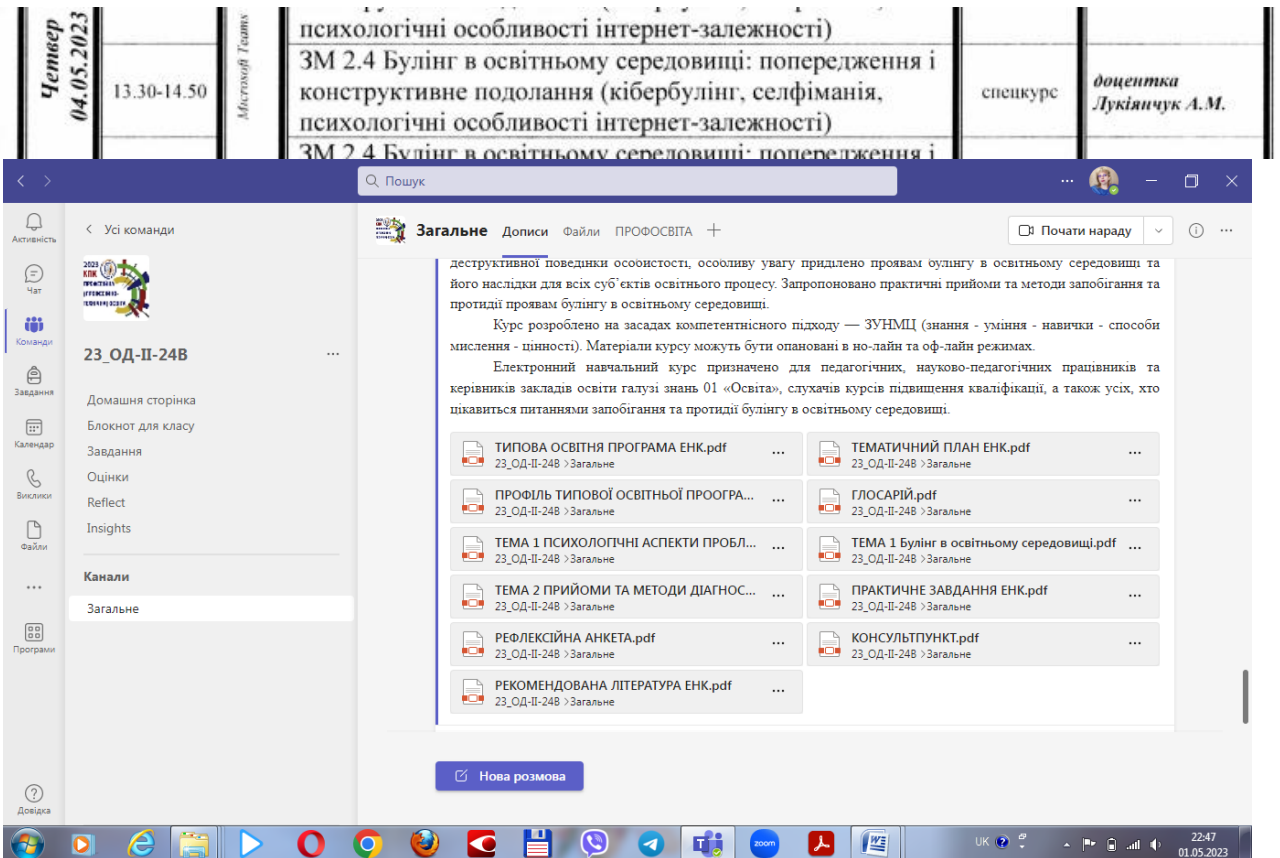 Четвер
04.05.2023
13.30-14.50
Microsoft Teams
психологічні особливості інтернет-залежності)
ЗМ 2.4 Булінг в освітньому середовищі: попередження і
конструктивне подолання (кібербулінг, селфіманія,
психологічні особливості інтернет-залежності)
спецкурс
доцентка
Лукіянчук А.М.
ЗМ 2.4 Булінг в освітньому середовищі: попередження і
Пошук
Активність
Чат
Команди
Завдання
Календар
Виклики
Файли
Програми
Довідка
Усі команди
2023
КПК
23_ОД-ІІ-24В
Домашня сторінка
Блокнот для класу
Завдання
Оцінки
Reflect
Insights
Канали
Загальне
Загальне Дописи Файли ПРОФОСВІТА
Почати нараду
деструктивної поведінки особистості, особливу увагу приділено проявам булінгу в освітньому середовищі та
його наслідки для всіх суб’єктів освітнього процесу. Запропоновано практичні прийоми та методи запобігання та
протидії проявам булінгу в освітньому середовищі.
Курс розроблено на засадах компетентнісного підходу — ЗУНМЦ (знання - уміння - навички - способи
мислення - цінності). Матеріали курсу можуть бути опановані в но-лайн та оф-лайн режимах.
Електронний навчальний курс призначено для педагогічних, науково-педагогічних працівників та
керівників закладів освіти галузі знань 01 «Освіта», слухачів курсів підвищення кваліфікації, а також усіх, хто
цікавиться питаннями запобігання та протидії булінгу в освітньому середовищі.
ТИПОВА ОСВІТНЯ ПРОГРАМА ЕНК.pdf
23_ОД-ІІ-24В >Загальне
ТЕМАТИЧНИЙ ПЛАН ЕНК.pdf
23_ОД-ІІ-24В >Загальне
ПРОФІЛЬ ТИПОВОЇ ОСВІТНЬОЇ ПРООГРА...
23_ОД-ІІ-24В >Загальне
ГЛОСАРІЙ.pdf
23_ОД-ІІ-24В >Загальне
ТЕМА 1 ПСИХОЛОГІЧНІ АСПЕКТИ ПРОБЛ...
23_ОД-ІІ-24В >Загальне
ТЕМА 1 Булінг в освітньому середовищі.pdf
23_ОД-ІІ-24В >Загальне
ТЕМА 2 ПРИЙОМИ ТА МЕТОДИ ДІАГНОС...
23_ОД-ІІ-24В >Загальне
ПРАКТИЧНЕ ЗАВДАННЯ ЕНК.pdf
23_ОД-ІІ-24В >Загальне
РЕФЛЕКСІЙНА АНКЕТА.pdf
23_ОД-ІІ-24В >Загальне
КОНСУЛЬТПУНКТ.pdf
23_ОД-ІІ-24В >Загальне
РЕКОМЕНДОВАНА ЛІТЕРАТУРА ЕНК.pdf
23_ОД-ІІ-24В >Загальне
Нова розмова
zoom
UK
22:47
01.05.2023